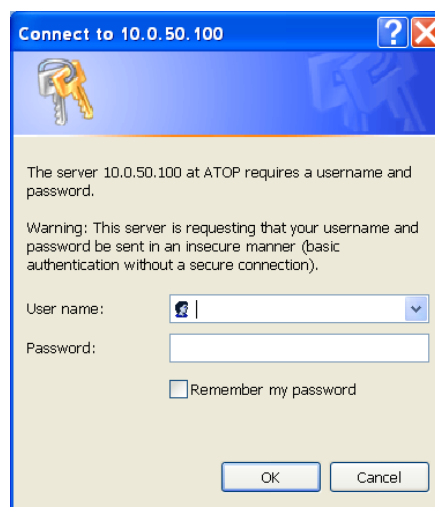 Connect to 10.0.50.100
The server 10.0.50.100 at ATOP requires a username and
password.
Warning: This server is requesting that your username and
password be sent in an insecure manner (basic
authentication without a secure connection).
User name:
Password:
Remember my password
OK Cancel